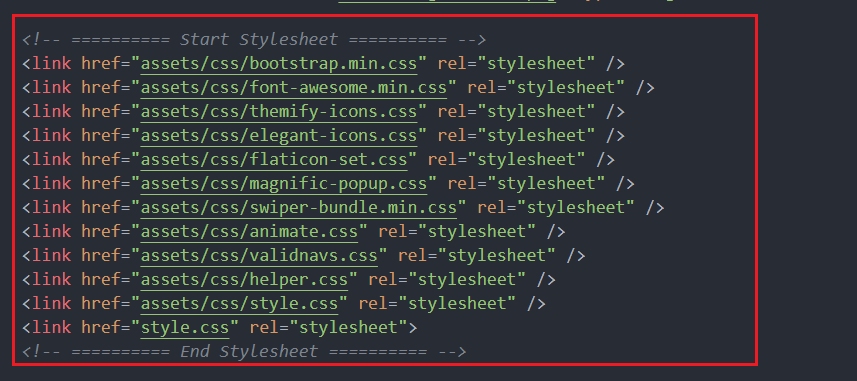 <!-- ========== Start Stylesheet ========== -->
<link href="assets/css/bootstrap.min.css" rel="stylesheet" />
<link href="assets/css/font-awesome.min.css" rel="stylesheet" />
<link href="assets/css/themify-icons.css" rel="stylesheet" />
<link href="assets/css/elegant-icons.css" rel="stylesheet" />
<link href="assets/css/flaticon-set.css" rel="stylesheet" />
<link href="assets/css/magnific-popup.css" rel="stylesheet" />
<link href="assets/css/swiper-bundle.min.css" rel="stylesheet" />
<link href="assets/css/animate.css" rel="stylesheet" />
<link href="assets/css/validnavs.css" rel="stylesheet" />
<link href="assets/css/helper.css" rel="stylesheet" />
<link href="assets/css/style.css" rel="stylesheet" />
<link href="style.css" rel="stylesheet">
<!-- ========== End Stylesheet ========== -->